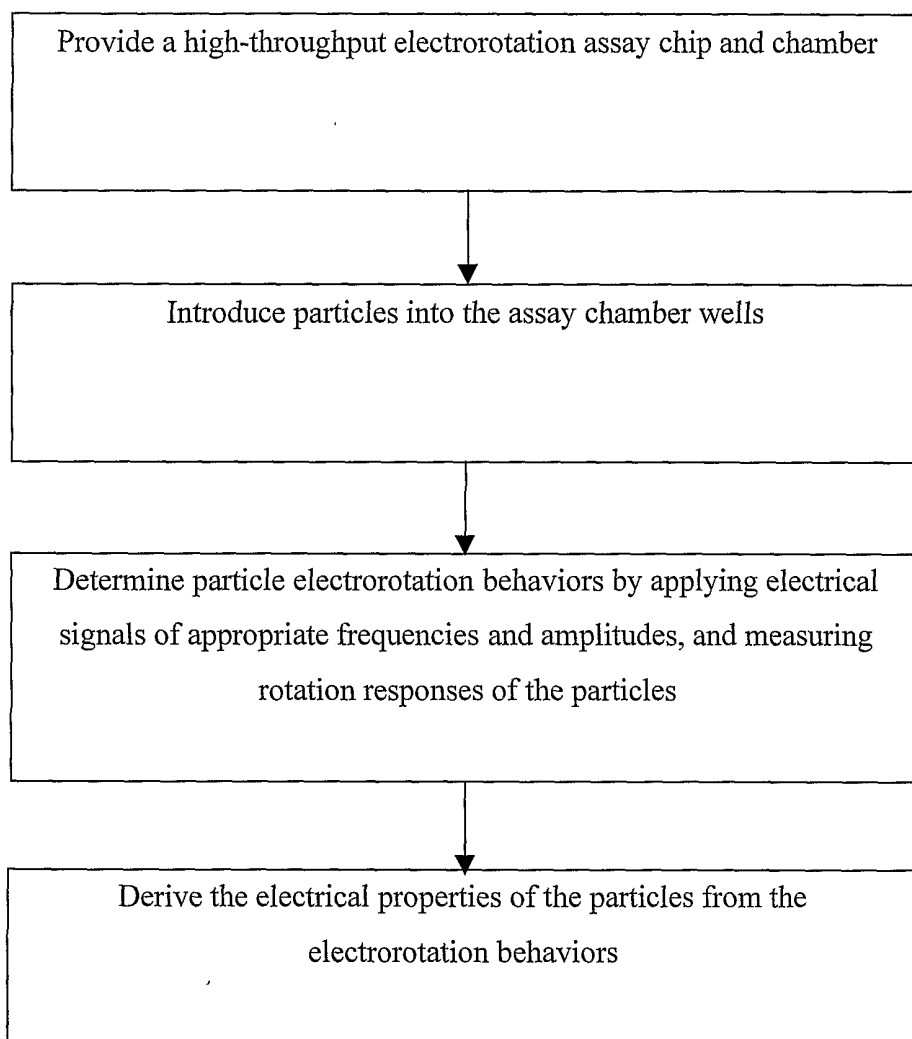 Provide a high-throughput electrorotation assay chip and chamber
Introduce particles into the assay chamber wells
Determine particle electrorotation behaviors by applying electrical
signals of appropriate frequencies and amplitudes, and measuring
rotation responses of the particles
Derive the electrical properties of the particles from the
electrorotation behaviors